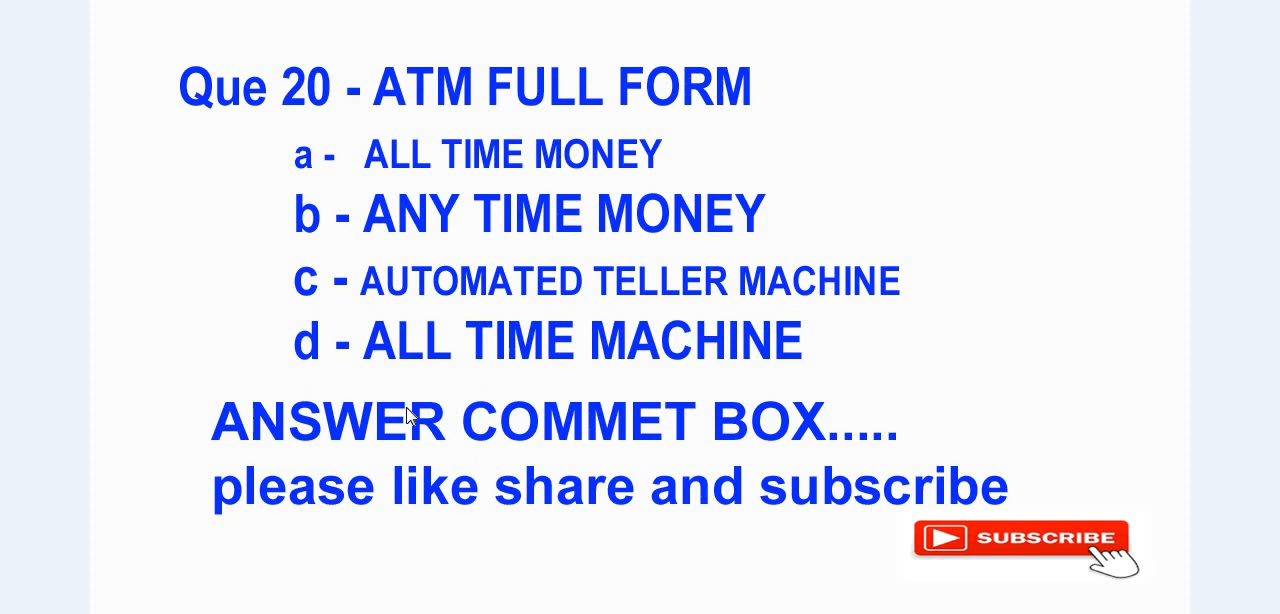 Que 20 - ATM FULL FORM
a - ALL TIME MONEY
b - ANY TIME MONEY
c - AUTOMATED TELLER MACHINE
d - ALL TIME MACHINE
ANSWER COMMET BOX.....
please like share and subscribe
SUBSCRIBE